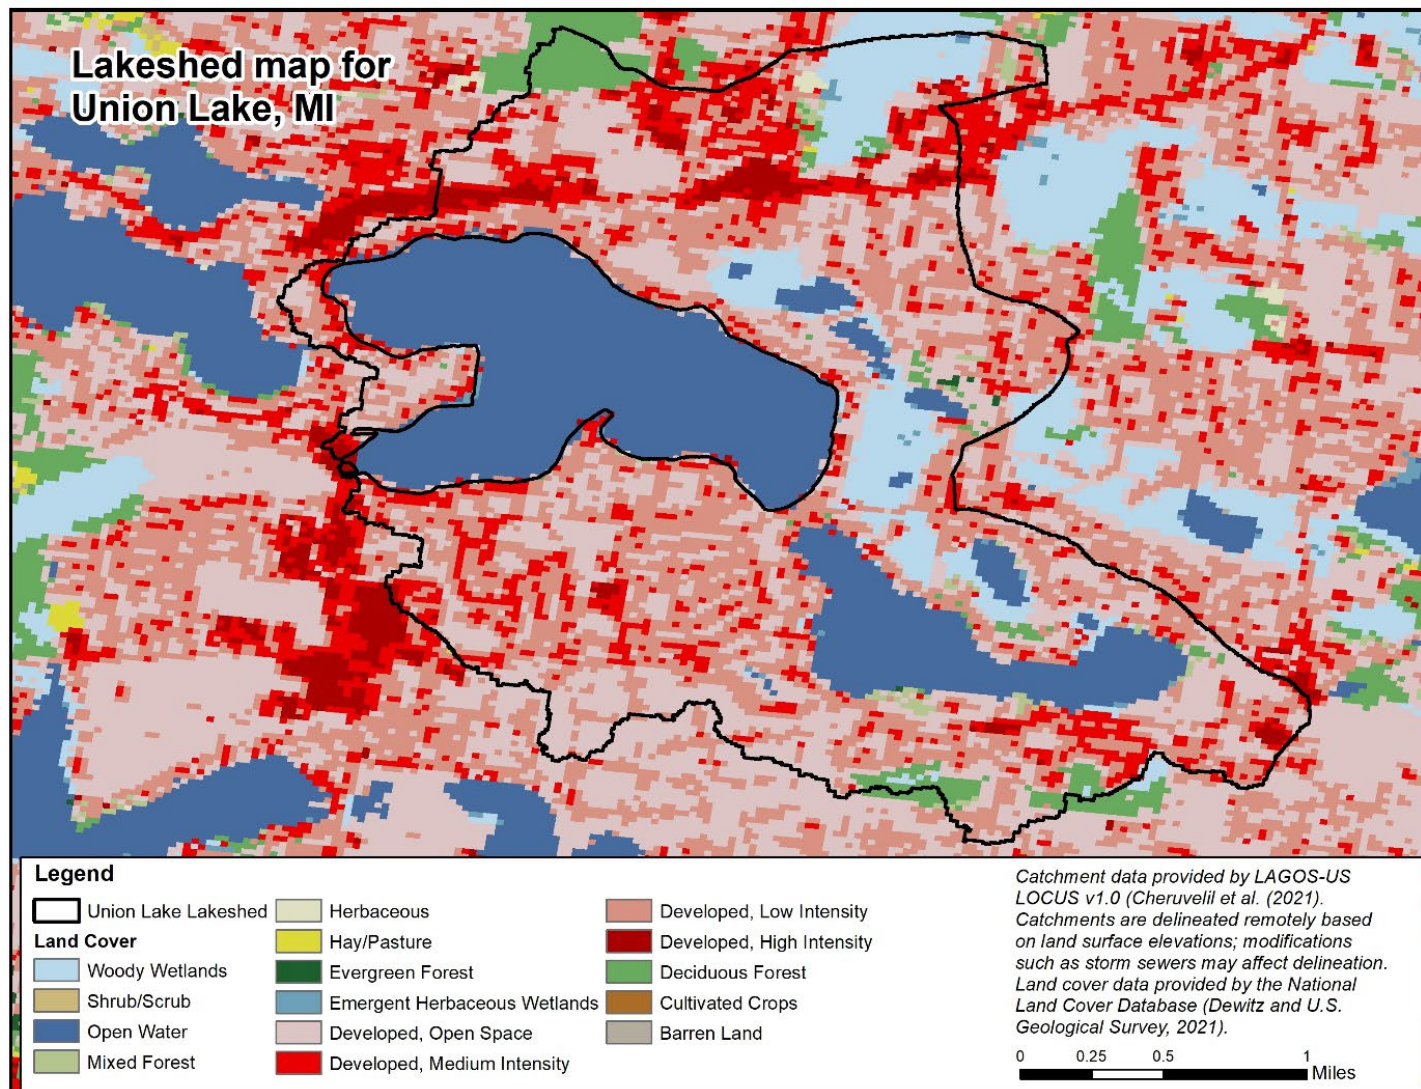 Lakeshed map for
Union Lake, MI
Legend
Union Lake Lakeshed
Land Cover
Woody Wetlands
Shrub/Scrub
Open Water
Mixed Forest
Herbaceous
Hay/Pasture
Evergreen Forest
Emergent Herbaceous Wetlands
Developed, Open Space
Developed, Medium Intensity
Developed, Low Intensity
Developed, High Intensity
Deciduous Forest
Cultivated Crops
Barren Land
Catchment data provided by LAGOS-US
LOCUS v1.0 (Cheruvelil et al. (2021).
Catchments are delineated remotely based
on land surface elevations; modifications
such as storm sewers may affect delineation.
Land cover data provided by the National
Land Cover Database (Dewitz and U.S.
Geological Survey, 2021).
0 0.25 0.5 1
Miles